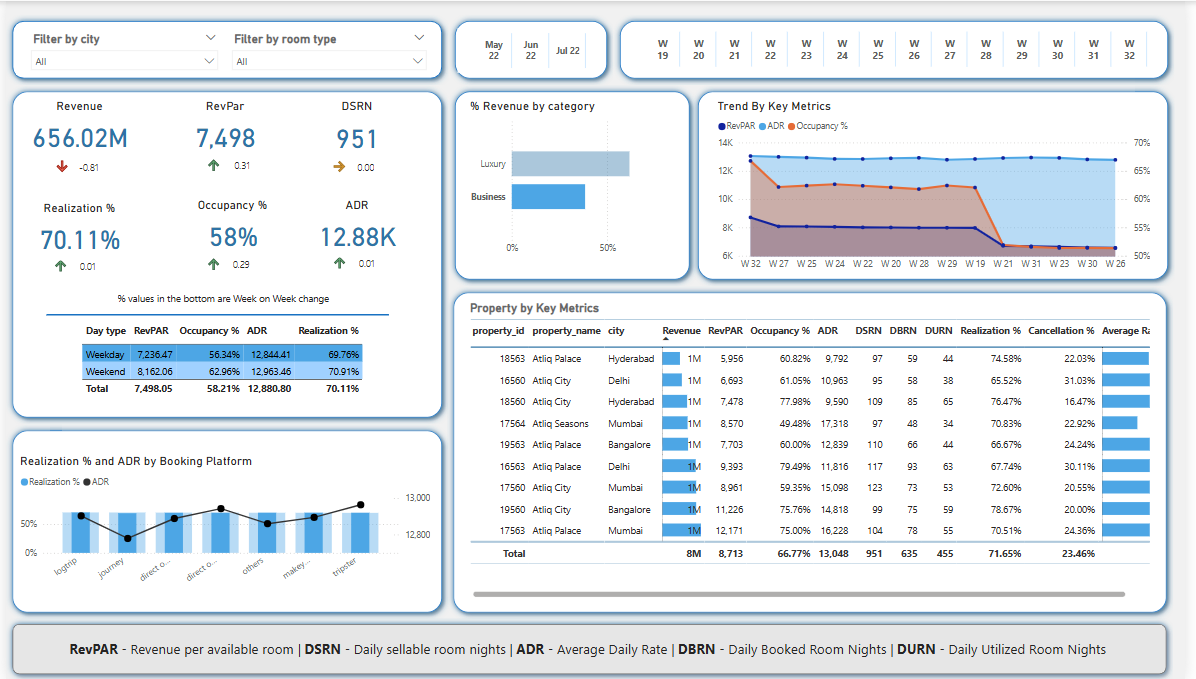 Filter by city
All
Filter by room type
All
May 22
Jun 22
Jul 22
W 19
W 20
W 21
W 22
W 23
W 24
W 25
W 26
W 27
W 28
W 29
W 30
W 31
W 32
Revenue
656.02M
-0.81
RevPar
7,498
0.31
DSRN
951
0.00
Realization %
70.11%
0.01
Occupancy %
58%
0.29
ADR
12.88K
0.01
% values in the bottom are Week on Week change
Day type RevPAR Occupancy % ADR Realization %
Weekday 7,236.47 56.34% 12,844.41 69.76%
Weekend 8,162.06 62.96% 12,963.46 70.91%
Total 7,498.05 58.21% 12,880.80 70.11%
Realization % and ADR by Booking Platform
Realization % ADR
50%
0%
13,000
12,800
logtrip
journey
direct o...
direct o...
others
makey...
tripster
% Revenue by category
Luxury
Business
0% 50%
Trend By Key Metrics
RevPAR ADR Occupancy %
14K
12K
10K
8K
6K
70%
65%
60%
55%
50%
W 32 W 27 W 25 W 24 W 22 W 20 W 28 W 29 W 19 W 21 W 31 W 23 W 30 W 26
Property by Key Metrics
property_id property_name city Revenue RevPAR Occupancy % ADR DSRN DBRN DURN Realization % Cancellation % Average Ra
18563 Atliq Palace Hyderabad 1M 5,956 60.82% 9,792 97 59 44 74.58% 22.03%
16560 Atliq City Delhi 1M 6,693 61.05% 10,963 95 58 38 65.52% 31.03%
18560 Atliq City Hyderabad 1M 7,478 77.98% 9,590 109 85 65 76.47% 16.47%
17564 Atliq Seasons Mumbai 1M 8,570 49.48% 17,318 97 48 34 70.83% 22.92%
19563 Atliq Palace Bangalore 1M 7,703 60.00% 12,839 110 66 44 66.67% 24.24%
16563 Atliq Palace Delhi 1M 9,393 79.49% 11,816 117 93 63 67.74% 30.11%
17560 Atliq City Mumbai 1M 8,961 59.35% 15,098 123 73 53 72.60% 20.55%
19560 Atliq City Bangalore 1M 11,226 75.76% 14,818 99 75 59 78.67% 20.00%
17563 Atliq Palace Mumbai 1M 12,171 75.00% 16,228 104 78 55 70.51% 24.36%
Total 8M 8,713 66.77% 13,048 951 635 455 71.65% 23.46%
RevPAR - Revenue per available room | DSRN - Daily sellable room nights | ADR - Average Daily Rate | DBRN - Daily Booked Room Nights | DURN - Daily Utilized Room Nights